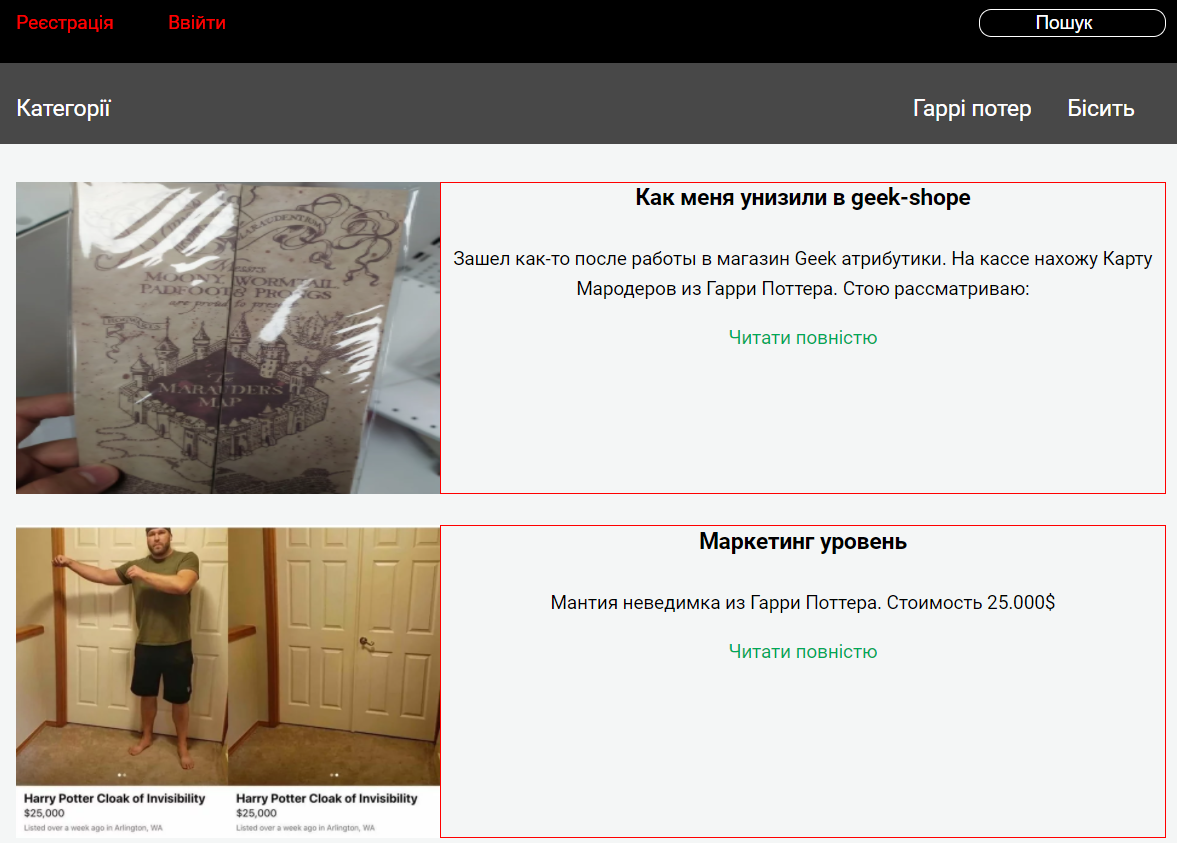 Реєстрація Ввійти Пошук
Категорії Гаррі потер Бісить
Как меня унизили в geek-shope
Зашел как-то после работы в магазин Geek атрибутики. На кассе нахожу Карту
Мародеров из Гарри Поттера. Стою рассматриваю:
Читати повністю
Messrs
MOONY, WORMTAIL
PADFOOT & PRONGS
are proud to present
MARAUDER'S
MAP
Маркетинг уровень
Мантия неведимка из Гарри Поттера. Стоимость 25.000$
Читати повністю
Harry Potter Cloak of Invisibility Harry Potter Cloak of Invisibility
$25,000 $25,000
Listed over a week ago in Arlington, WA Listed over a week ago in Arlington, WA